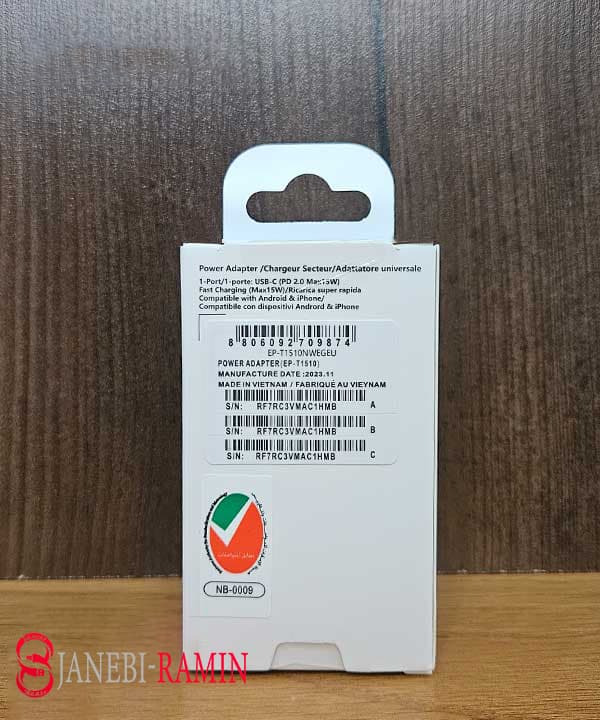 Power Adapter /Chargeur Secteur/Adattatore universale
1-Port/1-porte: USB-C (PD 2.0 Max15W)
Fast Charging (Max15W)/Ricarica super rapida
Compatible with Android & iPhone/
Compatibile con dispositivi Andrord & iPhone
8 806092 709874
EP-T1510NWEGEU
POWER ADAPTER(EP-T1510)
MANUFACTURE DATE :2023.11
MADE IN VIETNAM / FABRIQUÉ AU VIEYNAM
S/N: RF7RC3VMAC1HMB A
S/N: RF7RC3VMAC1HMB B
S/N: RF7RC3VMAC1HMB C
NB-0009
JANEBI-RAMIN